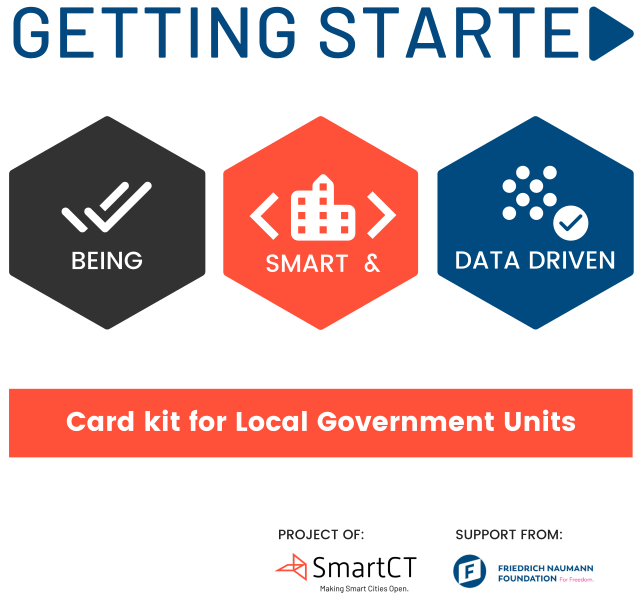 GETTING STARTE
BEING
SMART &
DATA DRIVEN
Card kit for Local Government Units
PROJECT OF:
SUPPORT FROM:
SmartCT
Making Smart Cities Open.
F
FRIEDRICH NAUMANN
FOUNDATION For Freedom.